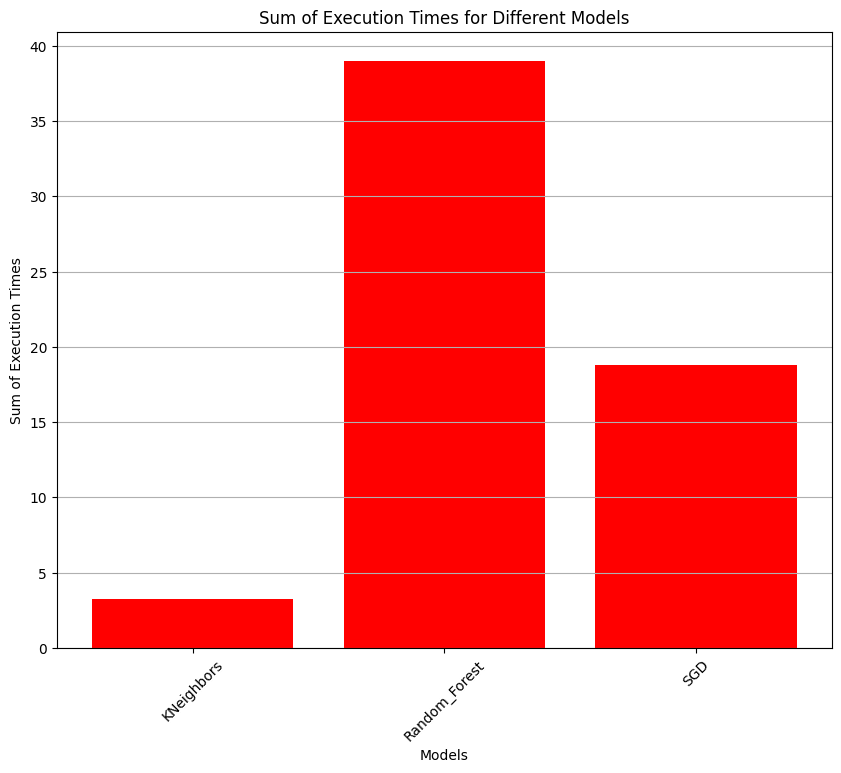 Sum of Execution Times for Different Models
Sum of Execution Times
40
35
30
25
20
15
10
5
0
KNeighbors
Random_Forest
SGD
Models